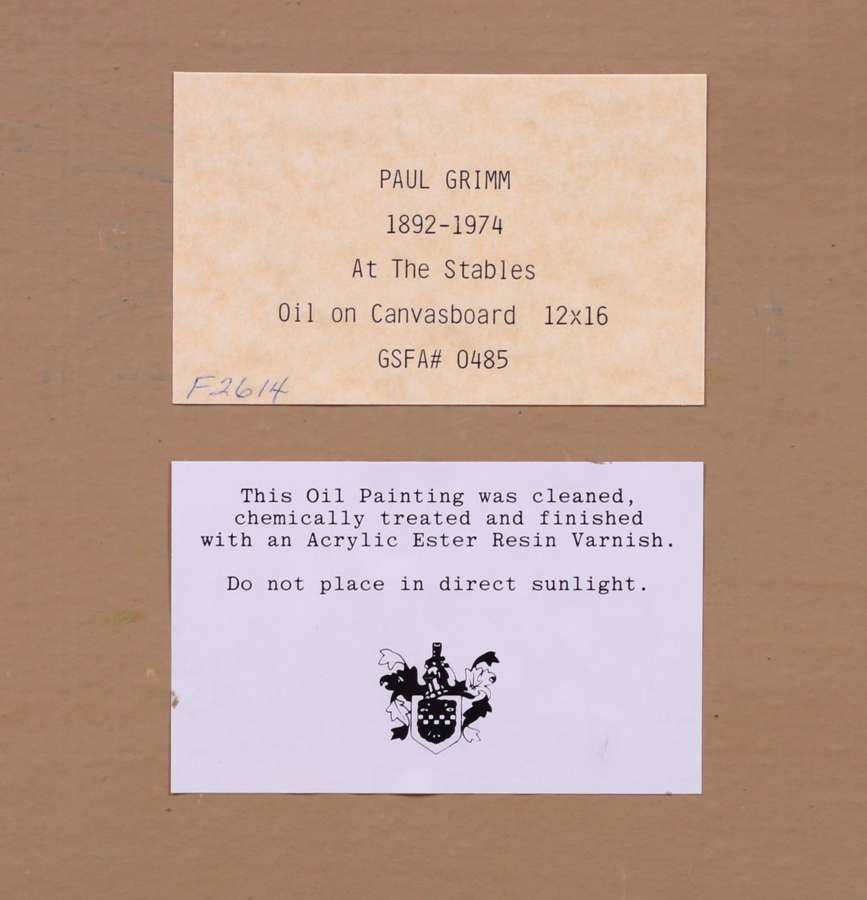 PAUL GRIMM
1892-1974
At The Stables
Oil on Canvasboard 12x16
GSFA# 0485
F2614
This Oil Painting was cleaned,
chemically treated and finished
with an Acrylic Ester Resin Varnish.
Do not place in direct sunlight.